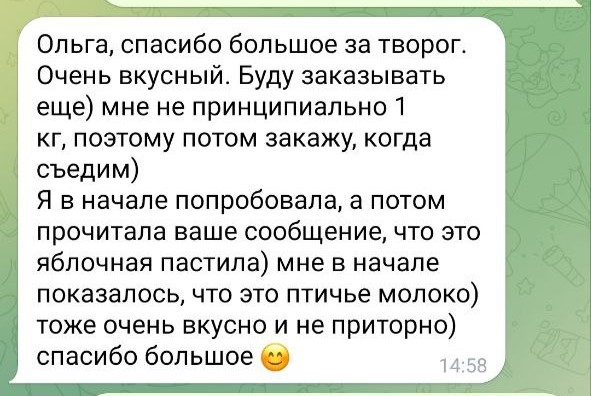 Ольга, спасибо большое за творог.
Очень вкусный. Буду заказывать
еще) мне не принципиально 1
кг, поэтому потом закажу, когда
съедим)
Я в начале попробовала, а потом
прочитала ваше сообщение, что это
яблочная пастила) мне в начале
показалось, что это птичье молоко)
тоже очень вкусно и не приторно)
спасибо большое 😊
14:58